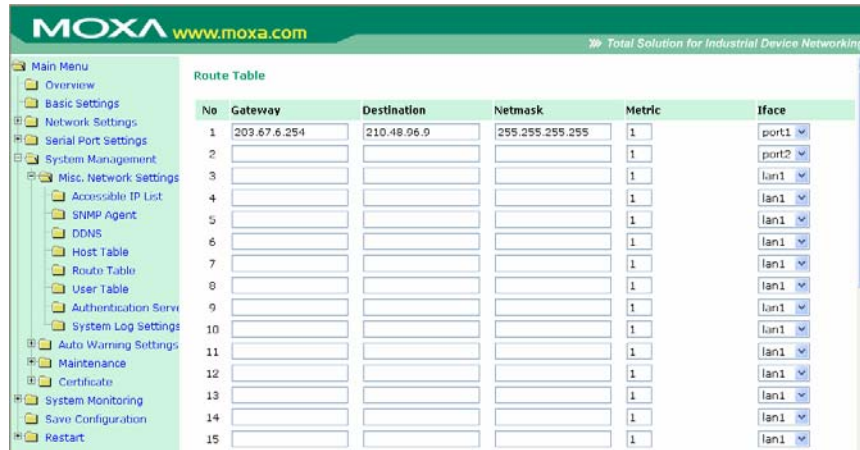 MOXA www.moxa.com
Total Solution for Industrial Device Networking
Main Menu
Overview
Basic Settings
Network Settings
Serial Port Settings
System Management
Misc. Network Settings
Accessible IP List
SNMP Agent
DDNS
Host Table
Route Table
User Table
Authentication Serve
System Log Settings
Auto Warning Settings
Maintenance
Certificate
System Monitoring
Save Configuration
Restart
Route Table
No Gateway Destination Netmask Metric Iface
1 203.67.6.254 210.48.96.9 255.255.255.255 1 port1
2 1 port2
3 1 lan1
4 1 lan1
5 1 lan1
6 1 lan1
7 1 lan1
8 1 lan1
9 1 lan1
10 1 lan1
11 1 lan1
12 1 lan1
13 1 lan1
14 1 lan1
15 1 lan1